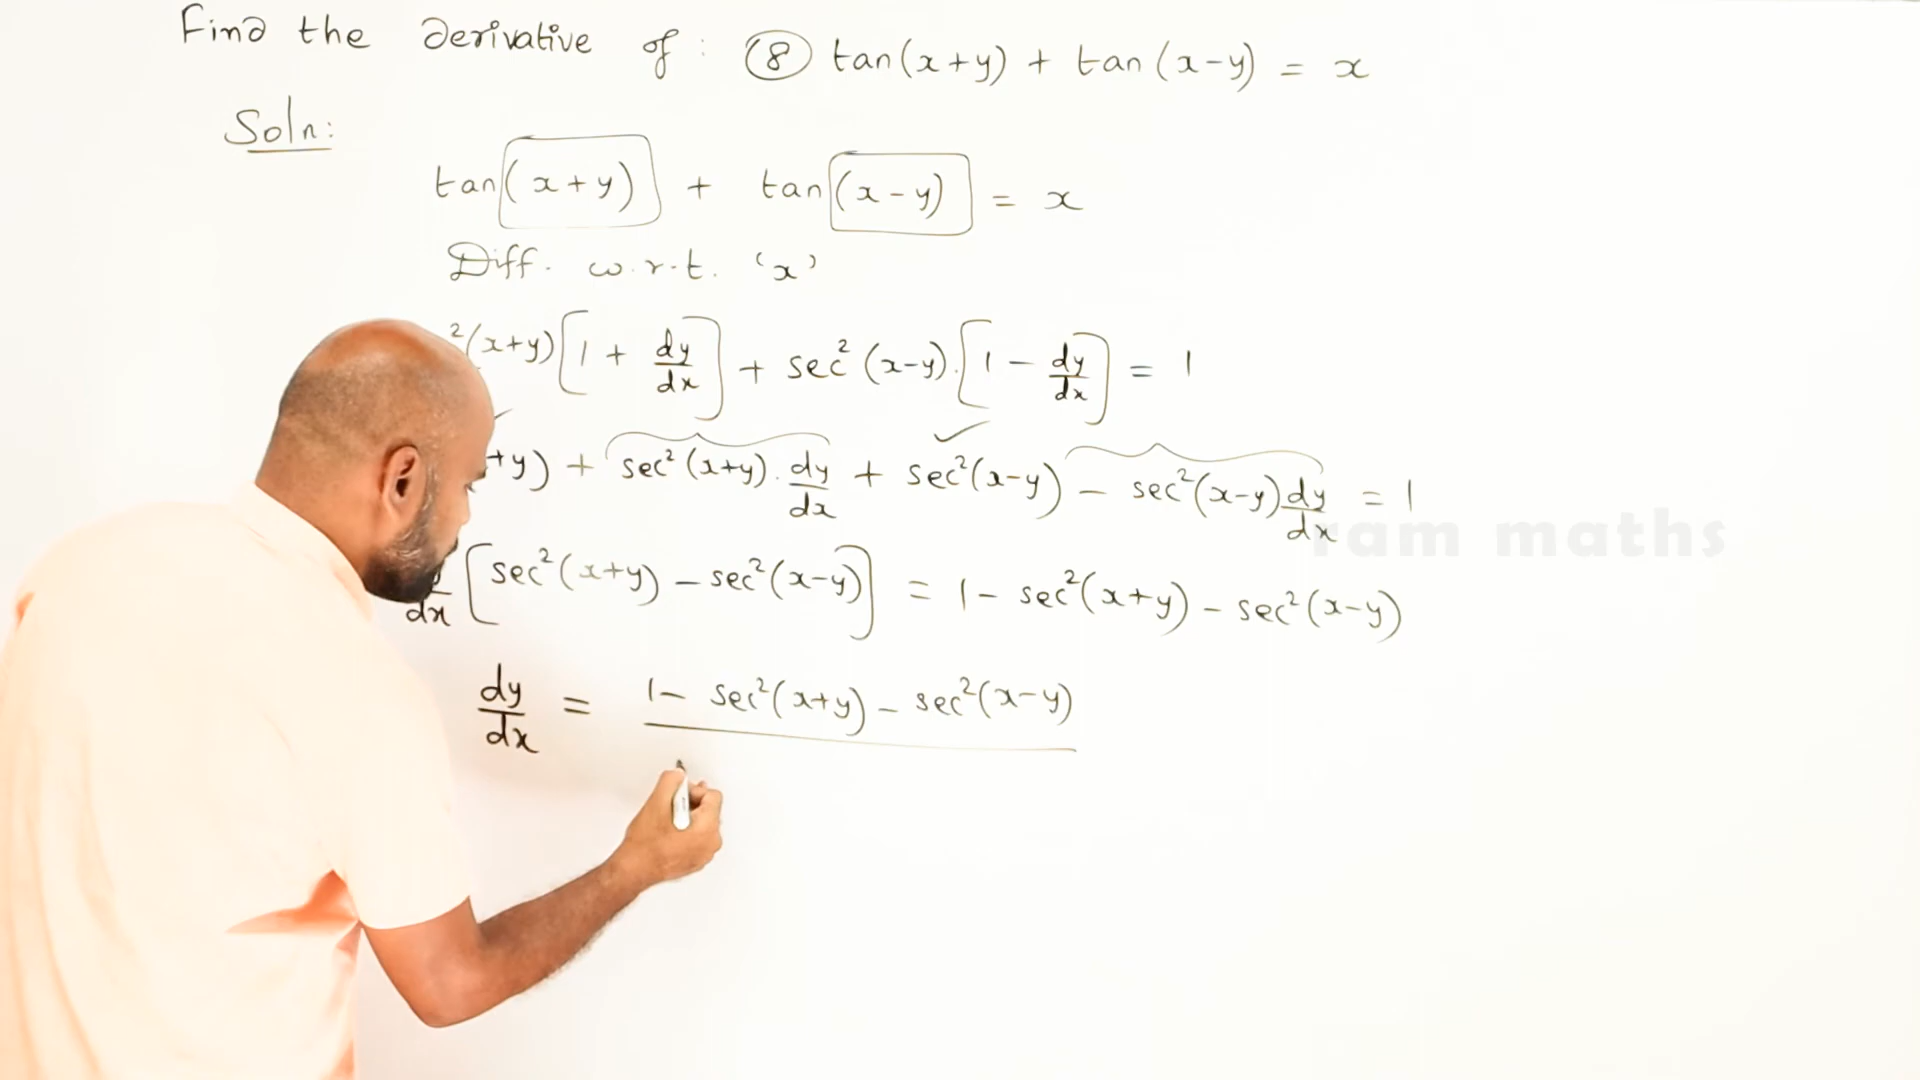 Find the derivative of : ⑧ tan(x+y) + tan(x-y) = x
Soln:
tan(x+y) + tan(x-y) = x
Diff. w.r.t. 'x'
²(x+y)[1 + dy/dx] + sec²(x-y).[1 - dy/dx] = 1
+y) + sec²(x+y).dy/dx + sec²(x-y) - sec²(x-y)dy/dx = 1
dx [sec²(x+y) - sec²(x-y)] = 1 - sec²(x+y) - sec²(x-y)
dy/dx = 1 - sec²(x+y) - sec²(x-y)
ram maths